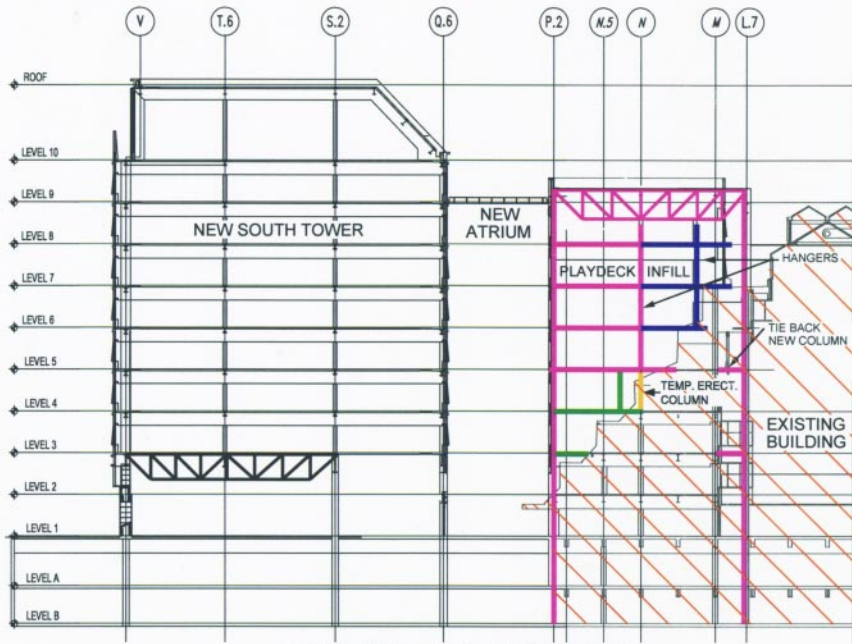 V T.6 S.2 Q.6 P.2 N.5 N M L.7
ROOF
LEVEL 10
LEVEL 9
NEW SOUTH TOWER
NEW
ATRIUM
LEVEL 8
PLAYDECK INFILL
HANGERS
LEVEL 7
LEVEL 6
TIE BACK
NEW COLUMN
LEVEL 5
TEMP. ERECT.
COLUMN
LEVEL 4
EXISTING
BUILDING
LEVEL 3
LEVEL 2
LEVEL 1
LEVEL A
LEVEL B